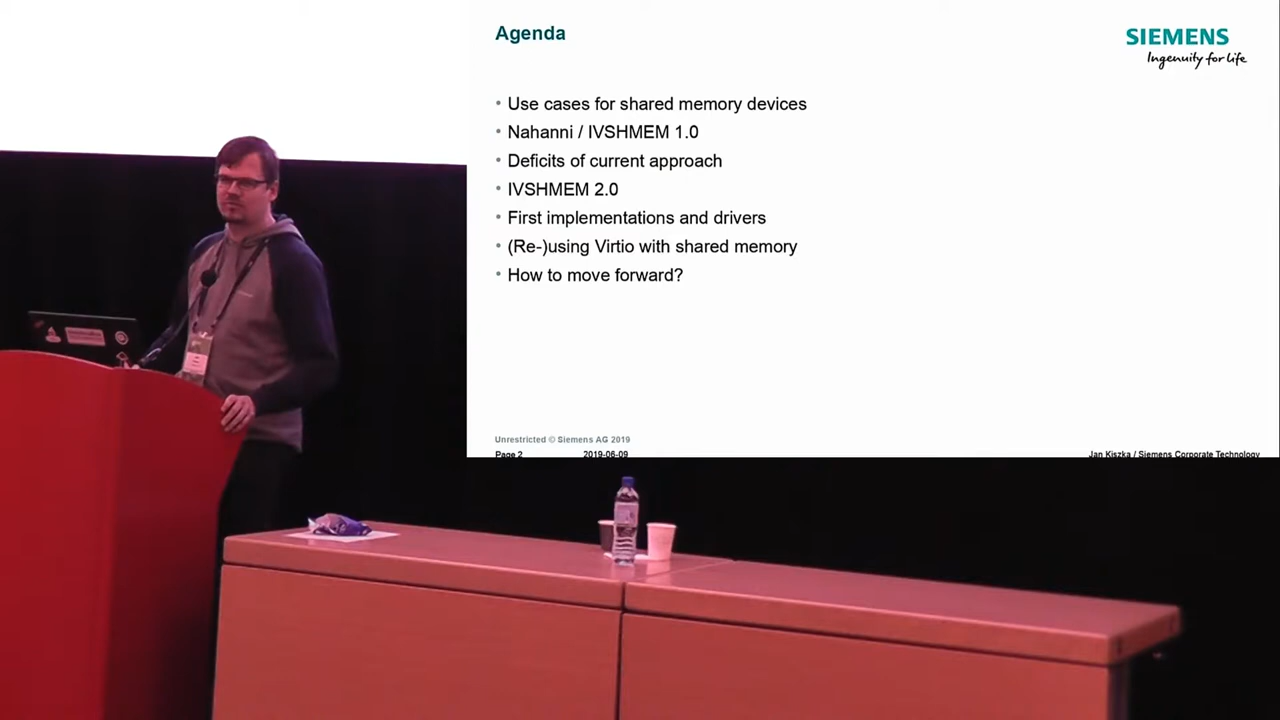 Agenda
SIEMENS
Ingenuity for life
• Use cases for shared memory devices
• Nahanni / IVSHMEM 1.0
• Deficits of current approach
• IVSHMEM 2.0
• First implementations and drivers
• (Re-)using Virtio with shared memory
• How to move forward?
Unrestricted © Siemens AG 2019
Page 2
2019-06-09
Jan Kiszka / Siemens Corporate Technology